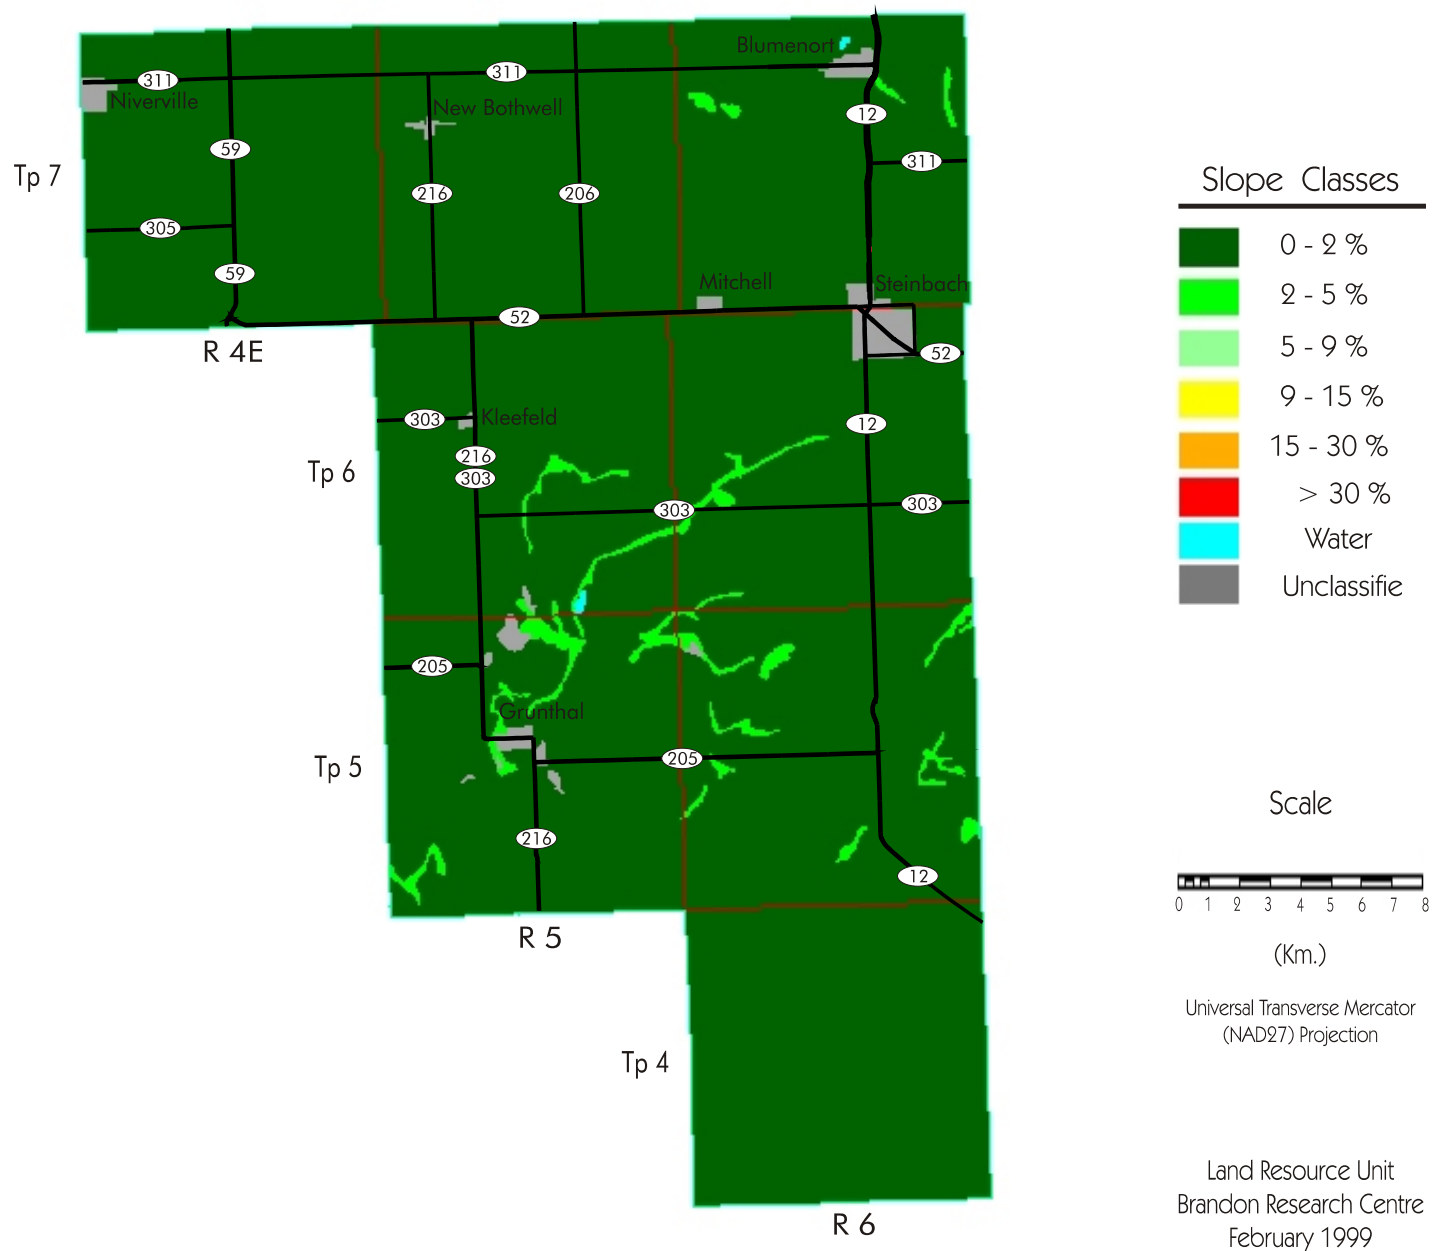 Blumenort
311
311
Niverville
New Bothwell
12
59
311
Tp 7
216
206
305
59
Mitchell
Steinbach
52
R 4E
52
303
Kleefeld
12
216
Tp 6
303
303
303
205
Grunthal
Tp 5
205
216
12
R 5
Tp 4
R 6
Slope Classes
0 - 2 %
2 - 5 %
5 - 9 %
9 - 15 %
15 - 30 %
> 30 %
Water
Unclassifie
Scale
0 1 2 3 4 5 6 7 8
(Km.)
Universal Transverse Mercator
(NAD27) Projection
Land Resource Unit
Brandon Research Centre
February 1999